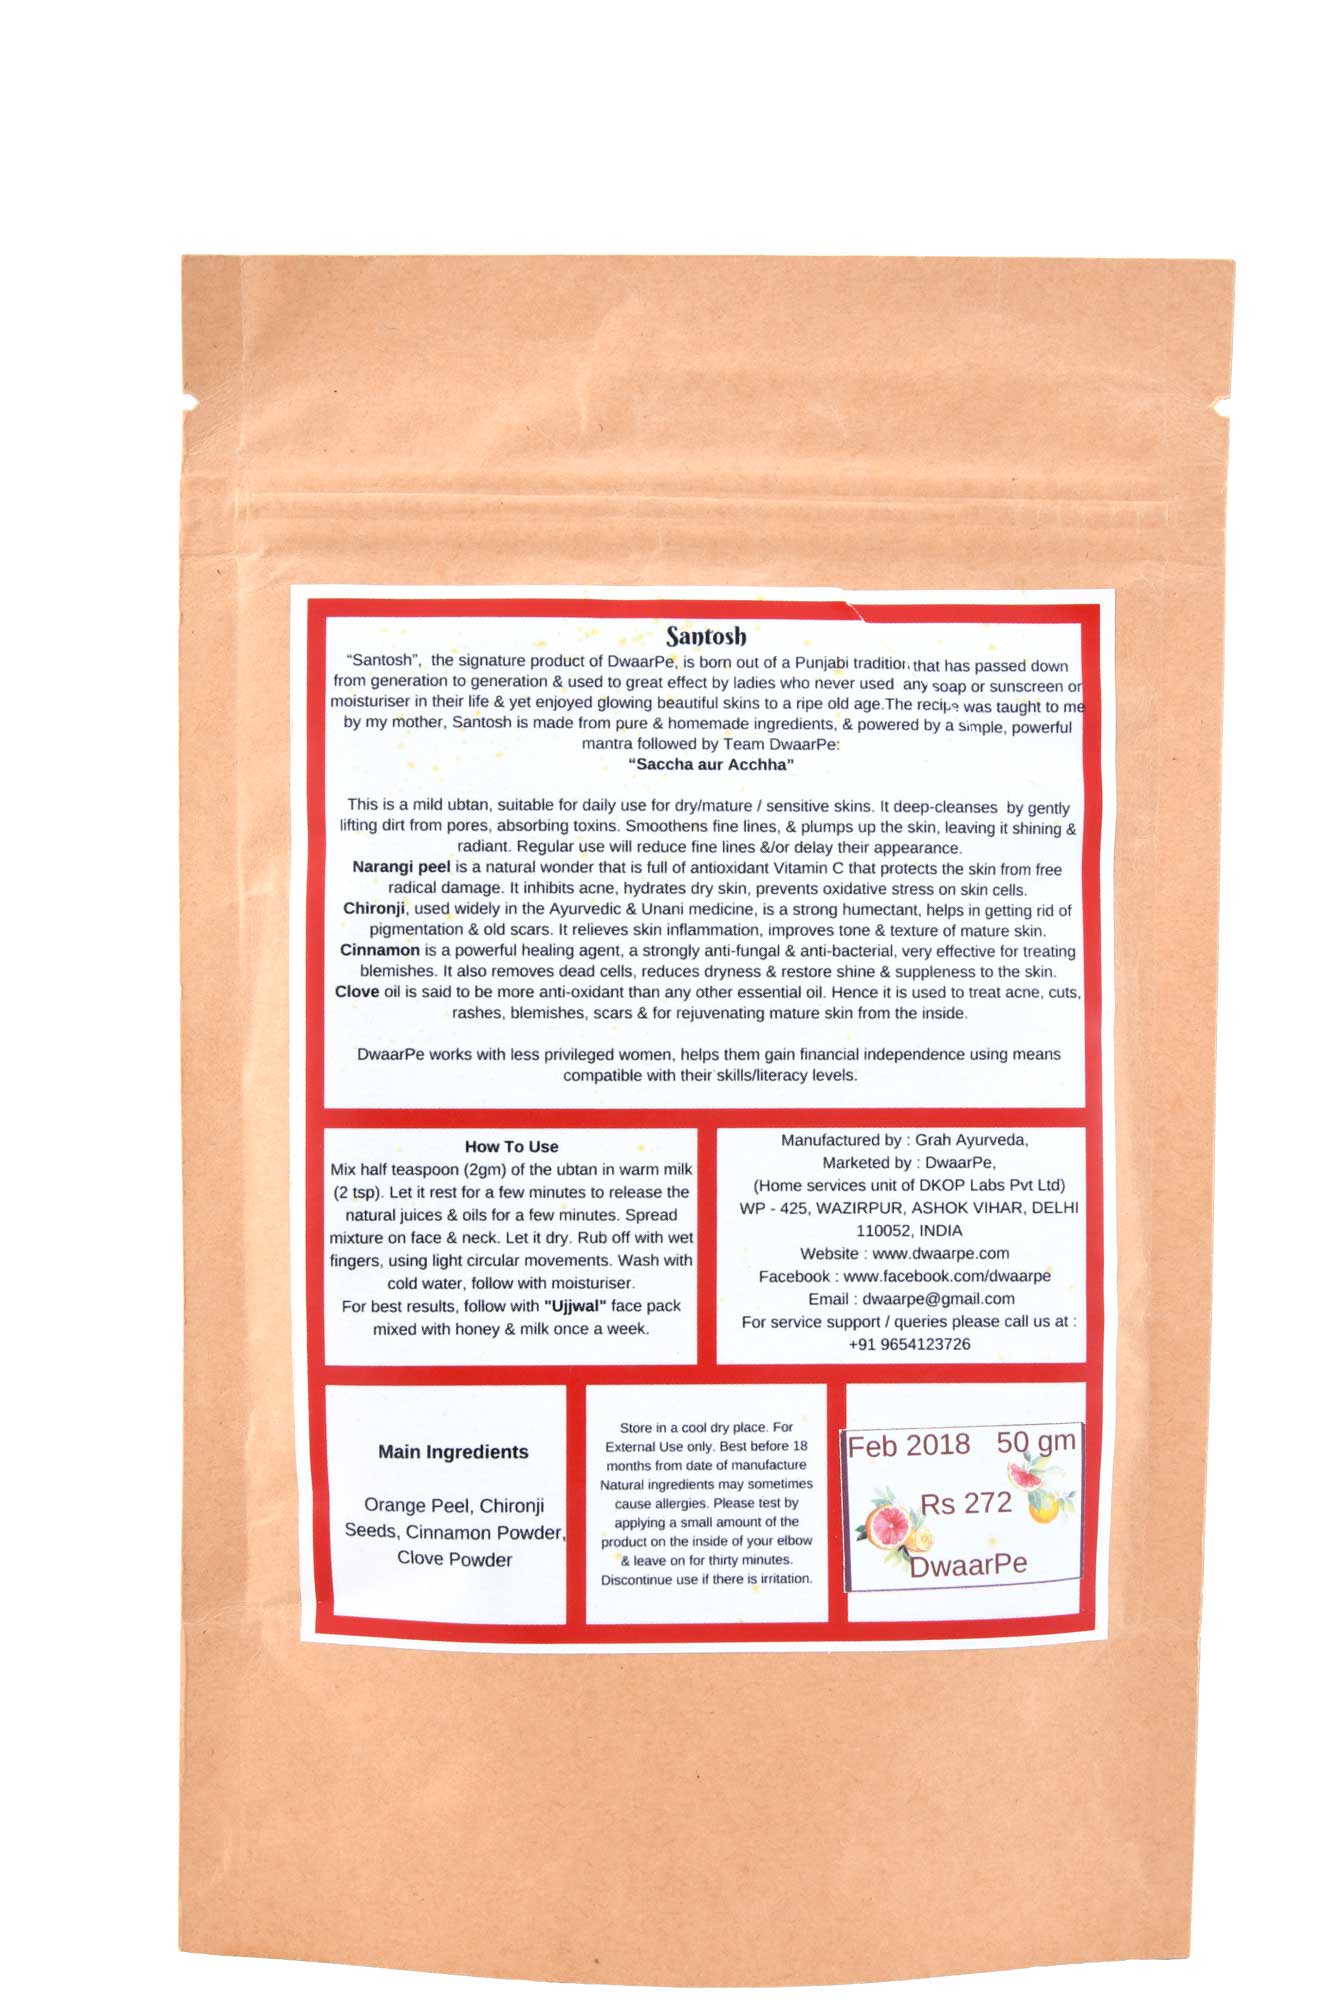 Santosh
“Santosh”, the signature product of DwaarPe, is born out of a Punjabi tradition that has passed down
from generation to generation & used to great effect by ladies who never used any soap or sunscreen or
moisturiser in their life & yet enjoyed glowing beautiful skins to a ripe old age.The recipe was taught to me
by my mother, Santosh is made from pure & homemade ingredients, & powered by a simple, powerful
mantra followed by Team DwaarPe:
“Saccha aur Acchha”
This is a mild ubtan, suitable for daily use for dry/mature / sensitive skins. It deep-cleanses by gently
lifting dirt from pores, absorbing toxins. Smoothens fine lines, & plumps up the skin, leaving it shining &
radiant. Regular use will reduce fine lines &/or delay their appearance.
Narangi peel is a natural wonder that is full of antioxidant Vitamin C that protects the skin from free
radical damage. It inhibits acne, hydrates dry skin, prevents oxidative stress on skin cells.
Chironji, used widely in the Ayurvedic & Unani medicine, is a strong humectant, helps in getting rid of
pigmentation & old scars. It relieves skin inflammation, improves tone & texture of mature skin.
Cinnamon is a powerful healing agent, a strongly anti-fungal & anti-bacterial, very effective for treating
blemishes. It also removes dead cells, reduces dryness & restore shine & suppleness to the skin.
Clove oil is said to be more anti-oxidant than any other essential oil. Hence it is used to treat acne, cuts,
rashes, blemishes, scars & for rejuvenating mature skin from the inside.
DwaarPe works with less privileged women, helps them gain financial independence using means
compatible with their skills/literacy levels.
How To Use
Mix half teaspoon (2gm) of the ubtan in warm milk
(2 tsp). Let it rest for a few minutes to release the
natural juices & oils for a few minutes. Spread
mixture on face & neck. Let it dry. Rub off with wet
fingers, using light circular movements. Wash with
cold water, follow with moisturiser.
For best results, follow with "Ujjwal" face pack
mixed with honey & milk once a week.
Manufactured by : Grah Ayurveda,
Marketed by : DwaarPe,
(Home services unit of DKOP Labs Pvt Ltd)
WP - 425, WAZIRPUR, ASHOK VIHAR, DELHI
110052, INDIA
Website : www.dwaarpe.com
Facebook : www.facebook.com/dwaarpe
Email : dwaarpe@gmail.com
For service support / queries please call us at :
+91 9654123726
Main Ingredients
Orange Peel, Chironji
Seeds, Cinnamon Powder,
Clove Powder
Store in a cool dry place. For
External Use only. Best before 18
months from date of manufacture
Natural ingredients may sometimes
cause allergies. Please test by
applying a small amount of the
product on the inside of your elbow
& leave on for thirty minutes.
Discontinue use if there is irritation.
Feb 2018 50 gm
Rs 272
DwaarPe